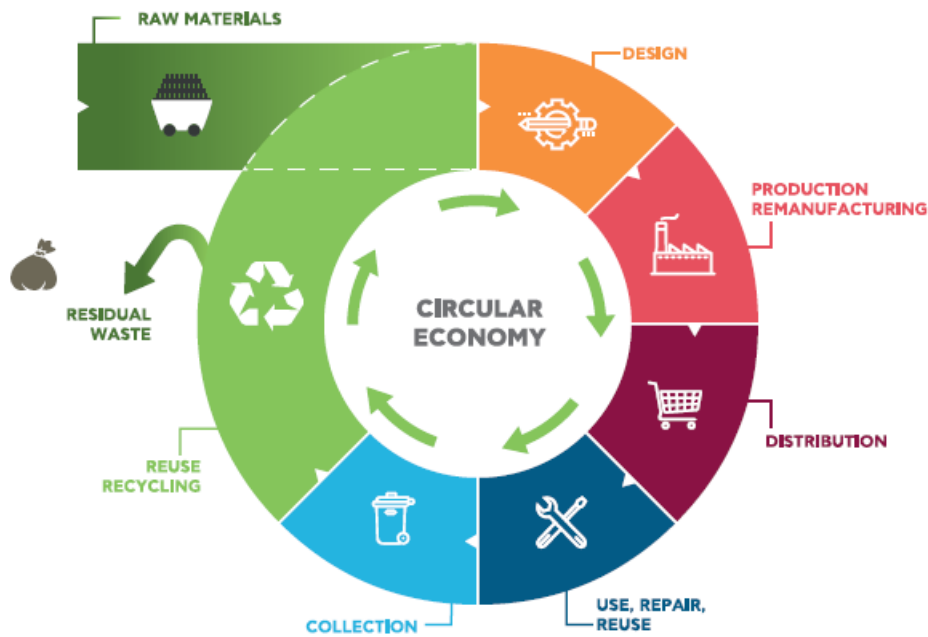 RAW MATERIALS
DESIGN
PRODUCTION
REMANUFACTURING
CIRCULAR
ECONOMY
RESIDUAL
WASTE
DISTRIBUTION
REUSE
RECYCLING
USE, REPAIR,
REUSE
COLLECTION